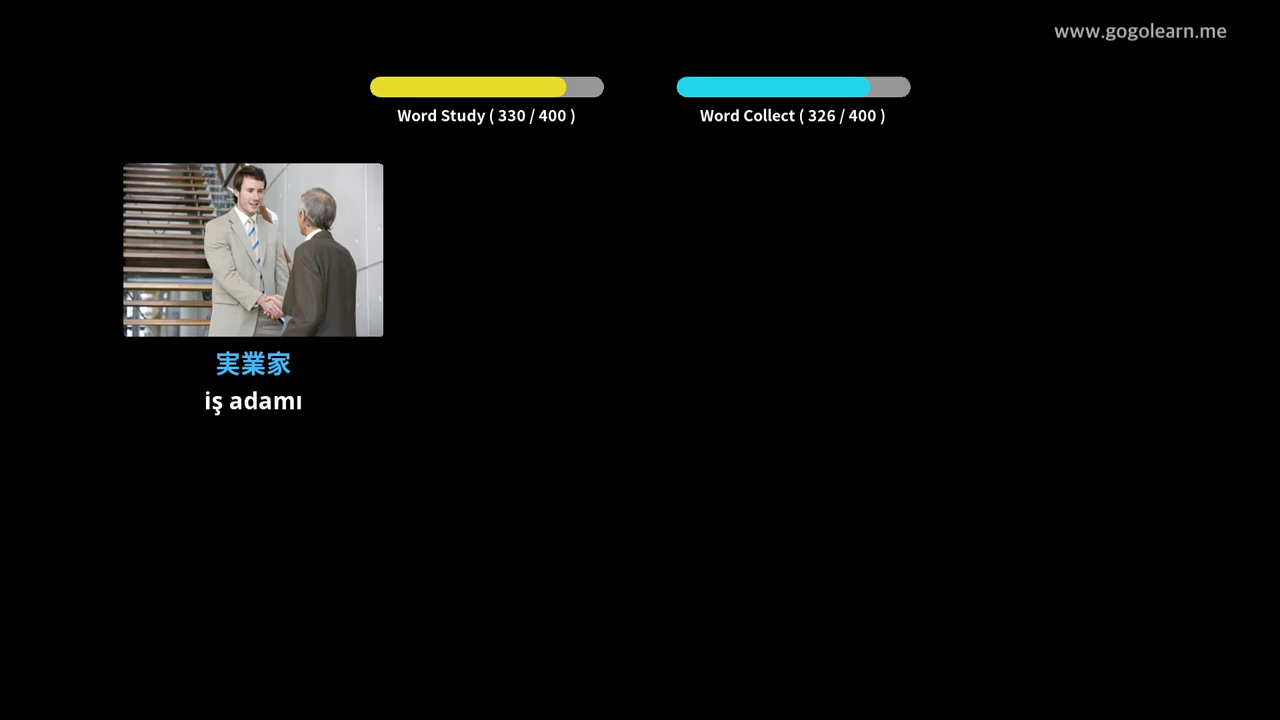 www.gogolearn.me
Word Study ( 330 / 400 )
Word Collect ( 326 / 400 )
実業家
iş adamı